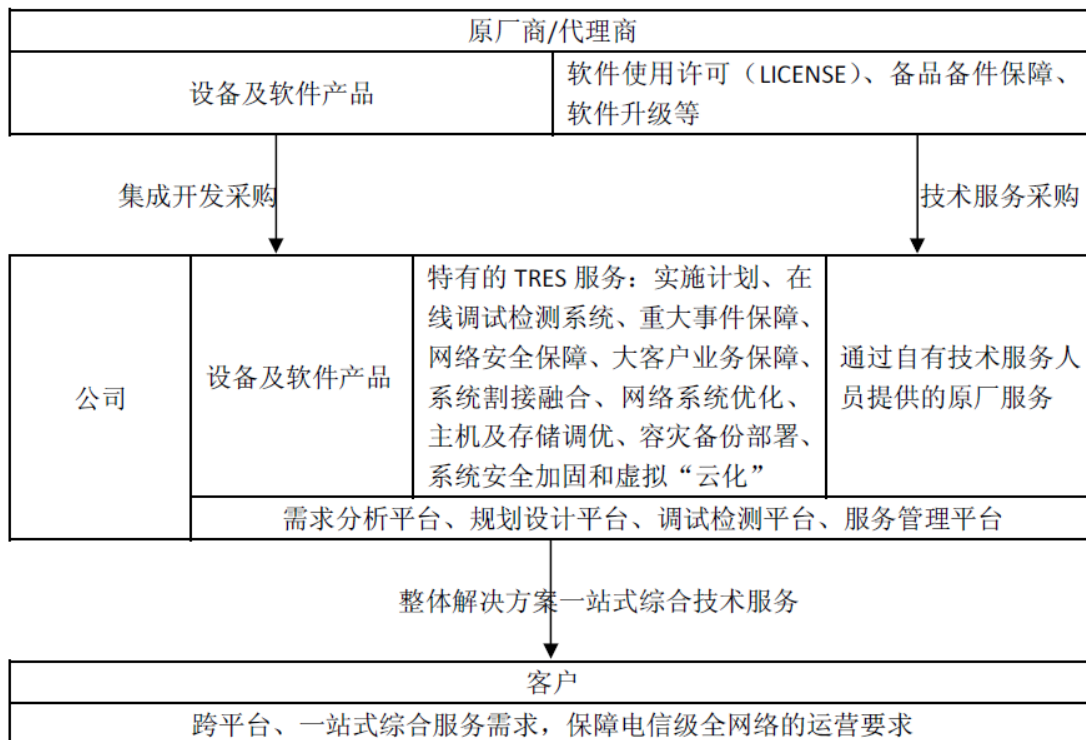 原厂商/代理商
设备及软件产品
软件使用许可（LICENSE）、备品备件保障、
软件升级等
集成开发采购
技术服务采购
公司
设备及软件产品
特有的 TRES 服务：实施计划、在
线调试检测系统、重大事件保障、
网络安全保障、大客户业务保障、
系统割接融合、网络系统优化、
主机及存储调优、容灾备份部署、
系统安全加固和虚拟“云化”
通过自有技术服务人
员提供的原厂服务
需求分析平台、规划设计平台、调试检测平台、服务管理平台
整体解决方案一站式综合技术服务
客户
跨平台、一站式综合服务需求，保障电信级全网络的运营要求